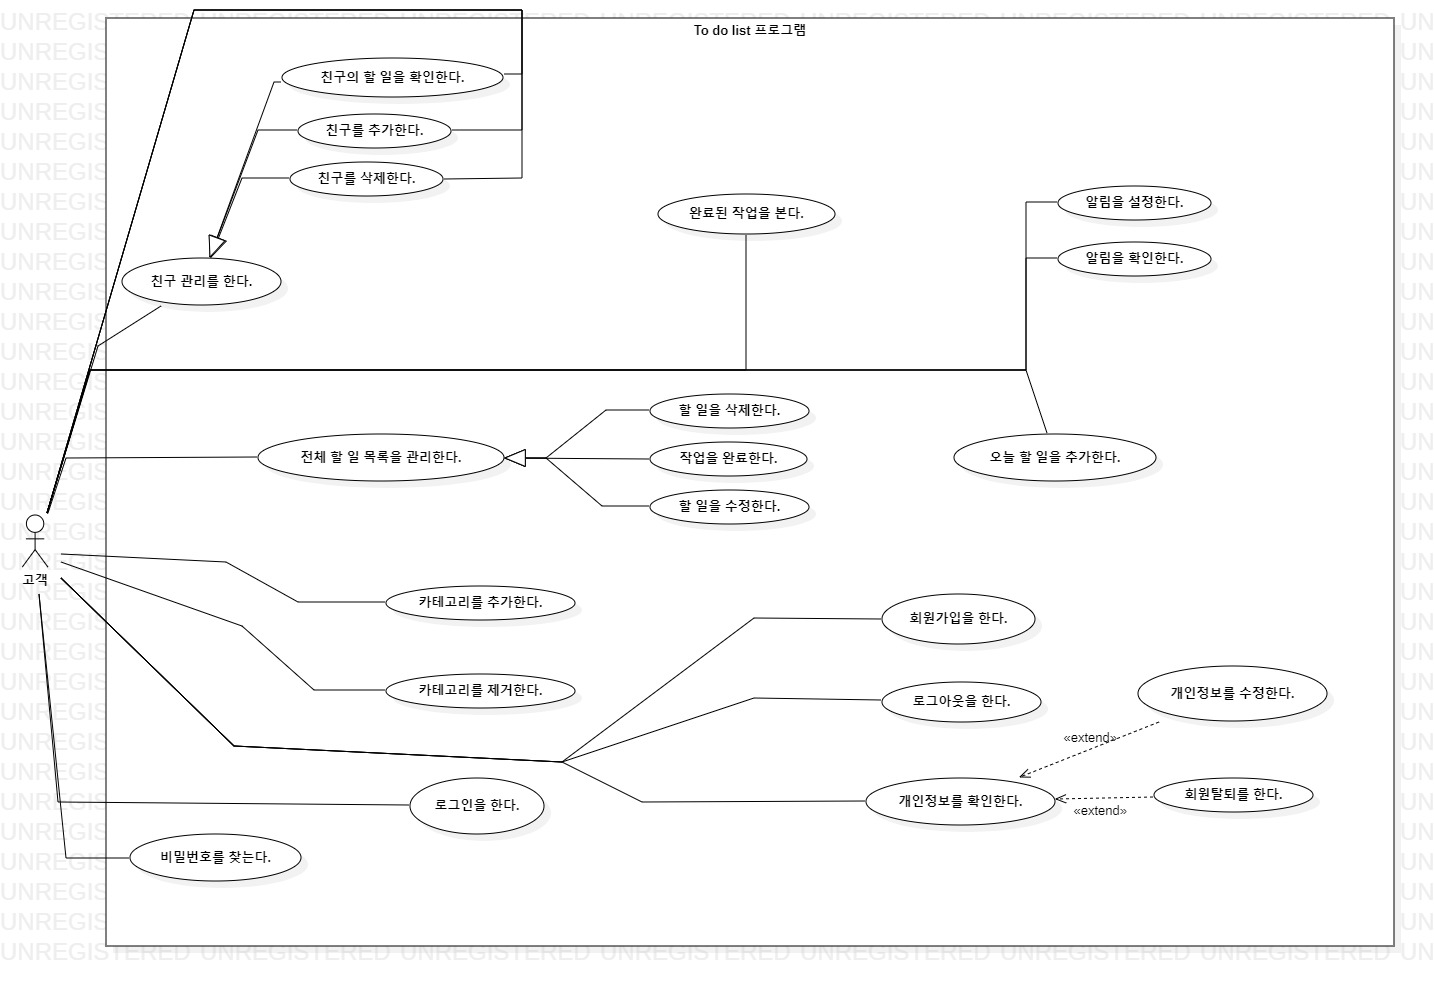 To do list 프로그램
친구의 할 일을 확인한다.
친구를 추가한다.
친구를 삭제한다.
완료된 작업을 본다.
알림을 설정한다.
알림을 확인한다.
친구 관리를 한다.
할 일을 삭제한다.
전체 할 일 목록을 관리한다.
작업을 완료한다.
오늘 할 일을 추가한다.
할 일을 수정한다.
고객
카테고리를 추가한다.
회원가입을 한다.
카테고리를 제거한다.
로그아웃을 한다.
개인정보를 수정한다.
«extend»
로그인을 한다.
개인정보를 확인한다.
회원탈퇴를 한다.
«extend»
비밀번호를 찾는다.
UNREGISTERED UNREGISTERED UNREGISTERED UNREGISTERED UNREGISTERED UNREGISTERED UNREGISTERED UN